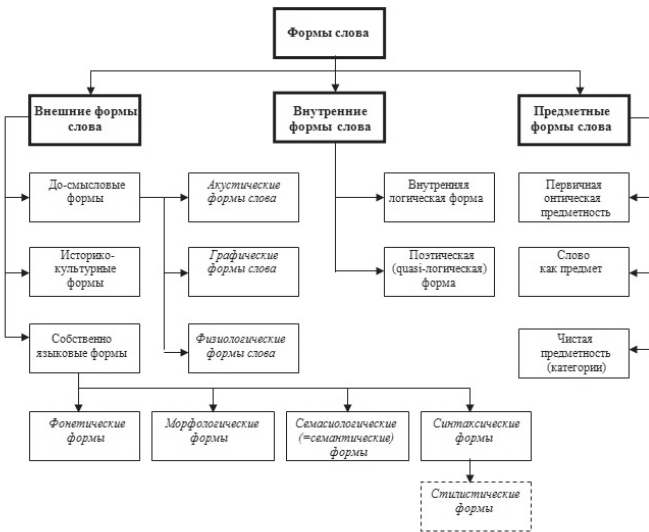 Формы слова
Внешние формы
слова
Внутренние
формы слова
Предметные
формы слова
До-смысловые
формы
Акустические
формы слова
Внутренняя
логическая форма
Первичная
онтическая
предметность
Историко-
культурные
формы
Графические
формы слова
Поэтическая
(quasi-логическая)
форма
Слово
как предмет
Собственно
языковые формы
Физиологические
формы слова
Чистая
предметность
(категории)
Фонетические
формы
Морфологические
формы
Семасиологические
(=семантические)
формы
Синтаксические
формы
Стилистические
формы